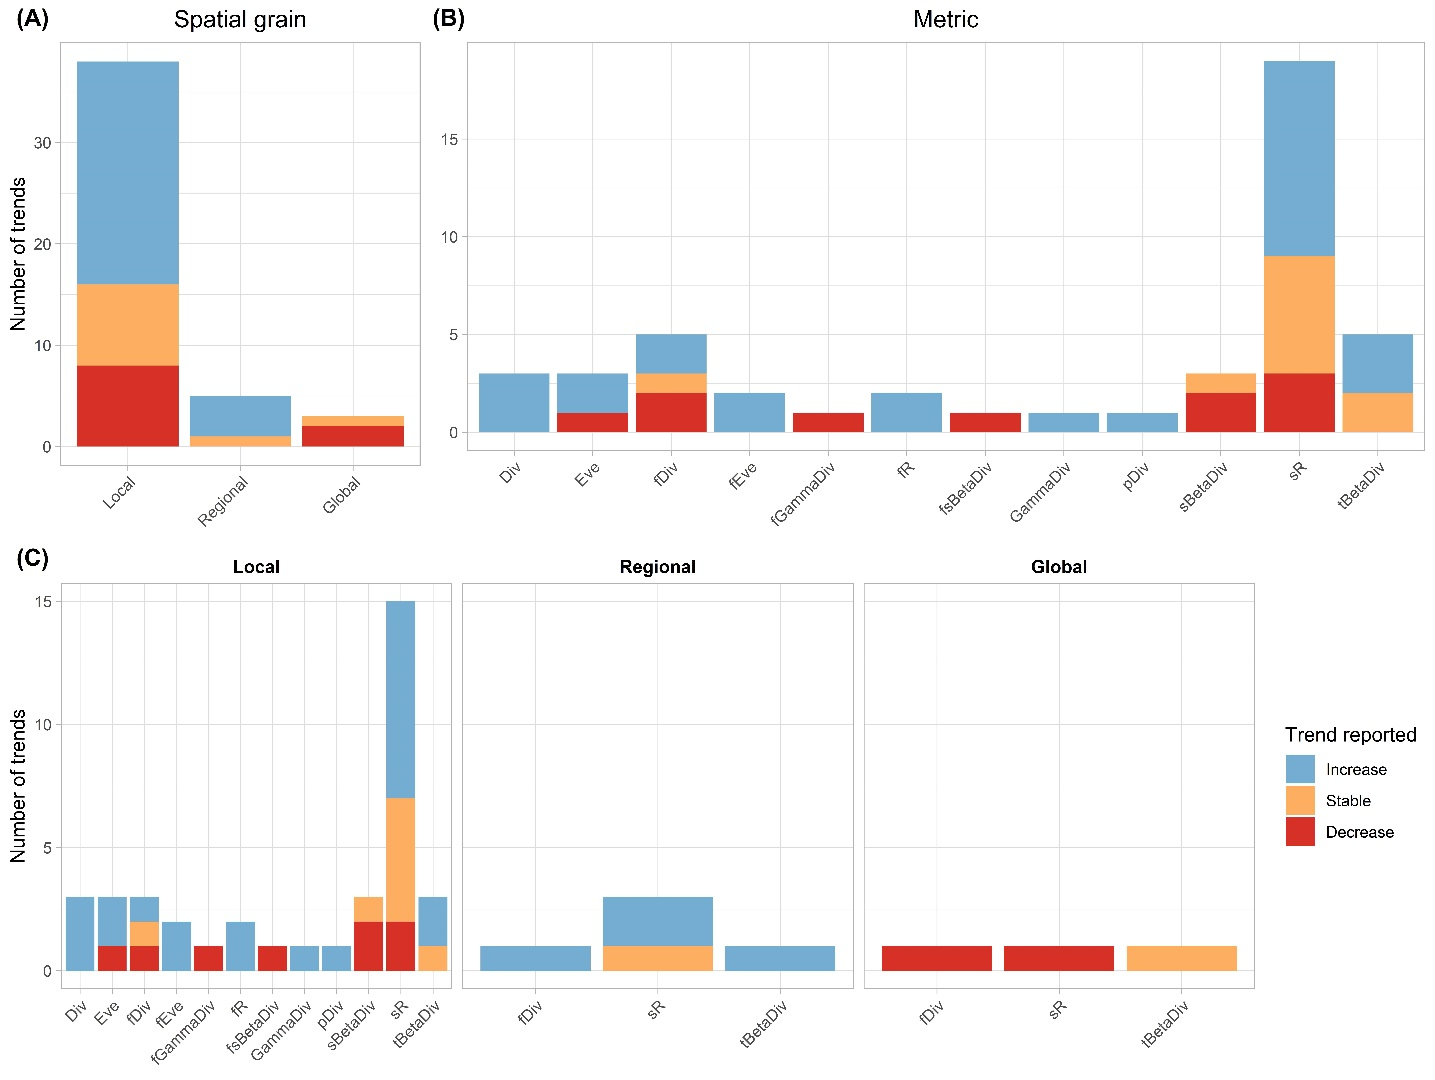 (A) Spatial grain
(B) Metric
Number of trends
30
20
10
0
Local
Regional
Global
15
10
5
0
Div
Eve
fDiv
fEve
fGammaDiv
fR
fsBetaDiv
GammaDiv
pDiv
sBetaDiv
sR
tBetaDiv
(C)
Local
Regional
Global
Number of trends
15
10
5
0
Div
Eve
fDiv
fEve
fGammaDiv
fR
fsBetaDiv
GammaDiv
pDiv
sBetaDiv
sR
tBetaDiv
fDiv
sR
tBetaDiv
fDiv
sR
tBetaDiv
Trend reported
Increase
Stable
Decrease